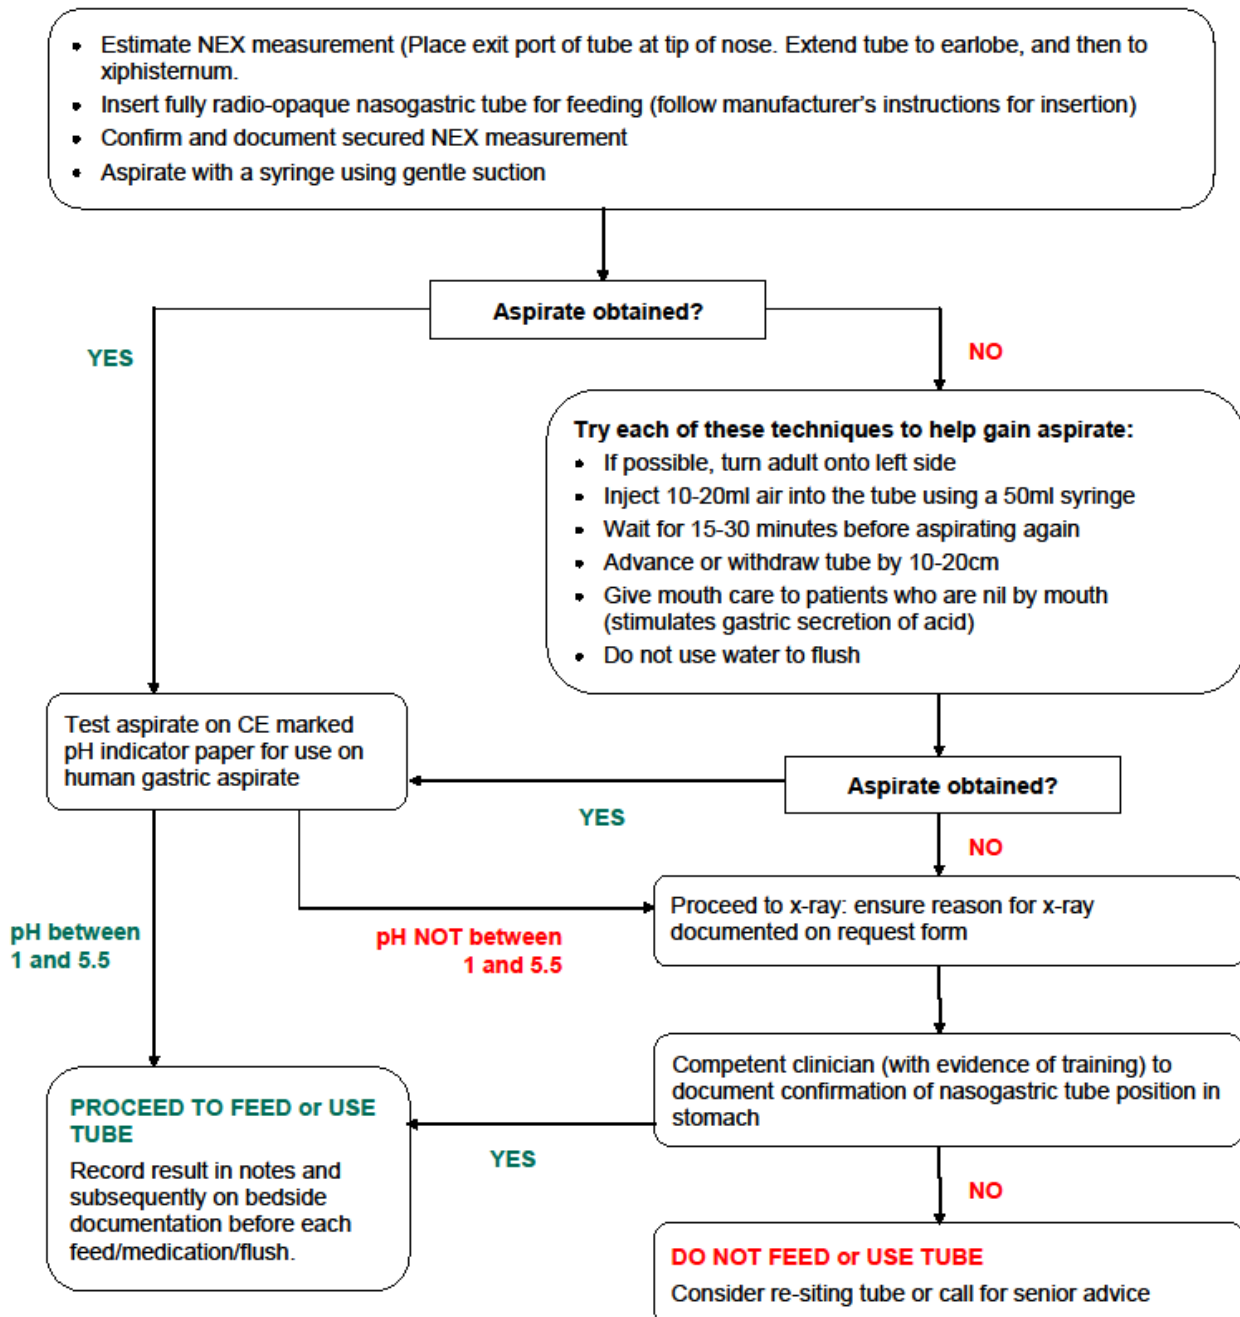 • Estimate NEX measurement (Place exit port of tube at tip of nose. Extend tube to earlobe, and then to
xiphisternum.
• Insert fully radio-opaque nasogastric tube for feeding (follow manufacturer's instructions for insertion)
• Confirm and document secured NEX measurement
• Aspirate with a syringe using gentle suction
Aspirate obtained?
YES
NO
Try each of these techniques to help gain aspirate:
• If possible, turn adult onto left side
• Inject 10-20ml air into the tube using a 50ml syringe
• Wait for 15-30 minutes before aspirating again
• Advance or withdraw tube by 10-20cm
• Give mouth care to patients who are nil by mouth
(stimulates gastric secretion of acid)
• Do not use water to flush
Test aspirate on CE marked
pH indicator paper for use on
human gastric aspirate
Aspirate obtained?
YES
NO
Proceed to x-ray: ensure reason for x-ray
documented on request form
pH between
1 and 5.5
pH NOT between
1 and 5.5
Competent clinician (with evidence of training) to
document confirmation of nasogastric tube position in
stomach
PROCEED TO FEED or USE
TUBE
Record result in notes and
subsequently on bedside
documentation before each
feed/medication/flush.
YES
NO
DO NOT FEED or USE TUBE
Consider re-siting tube or call for senior advice